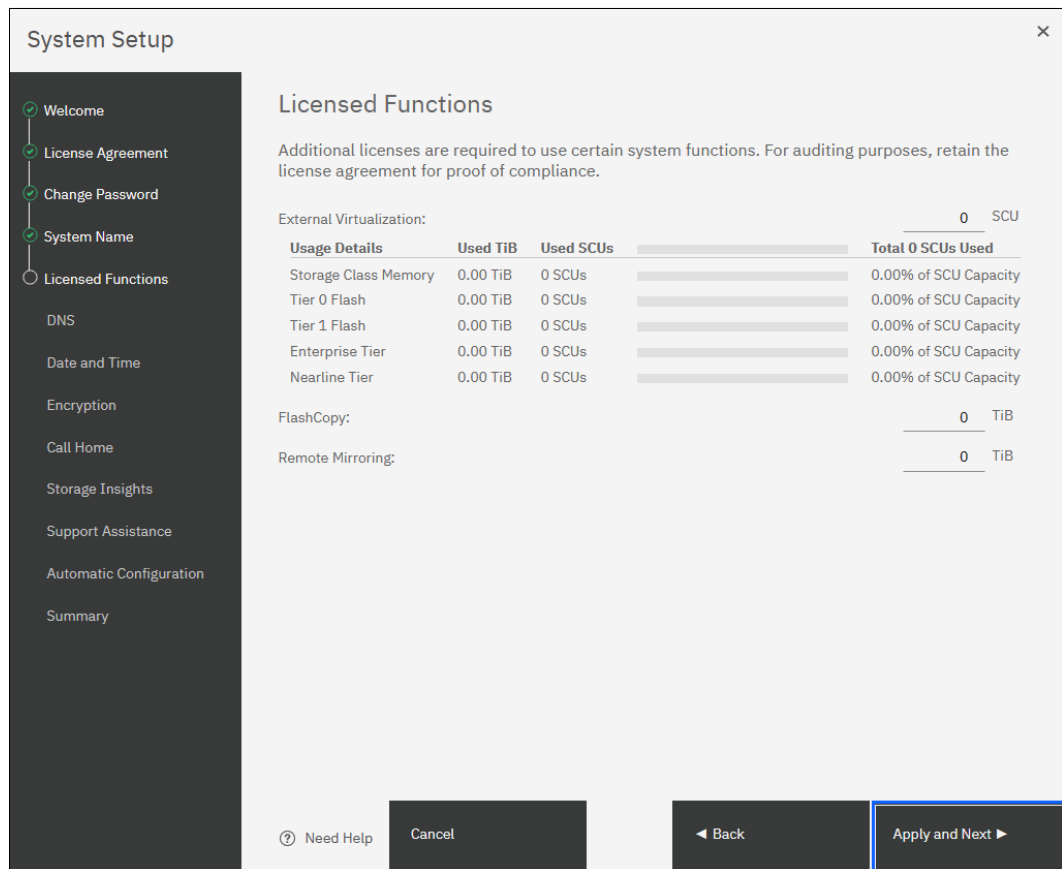 System Setup
×
Welcome
License Agreement
Change Password
System Name
Licensed Functions
DNS
Date and Time
Encryption
Call Home
Storage Insights
Support Assistance
Automatic Configuration
Summary
Licensed Functions
Additional licenses are required to use certain system functions. For auditing purposes, retain the
license agreement for proof of compliance.
External Virtualization: 0 SCU
Usage Details Used TiB Used SCUs Total 0 SCUs Used
Storage Class Memory 0.00 TiB 0 SCUs 0.00% of SCU Capacity
Tier 0 Flash 0.00 TiB 0 SCUs 0.00% of SCU Capacity
Tier 1 Flash 0.00 TiB 0 SCUs 0.00% of SCU Capacity
Enterprise Tier 0.00 TiB 0 SCUs 0.00% of SCU Capacity
Nearline Tier 0.00 TiB 0 SCUs 0.00% of SCU Capacity
FlashCopy: 0 TiB
Remote Mirroring: 0 TiB
? Need Help Cancel ◄ Back Apply and Next ►